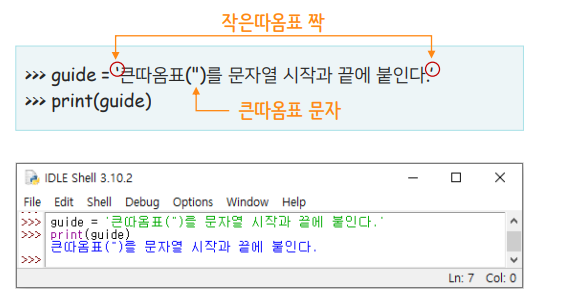 작은따옴표 짝
>>> guide = '큰따옴표(")를 문자열 시작과 끝에 붙인다.'
>>> print(guide)
큰따옴표 문자
IDLE Shell 3.10.2
File Edit Shell Debug Options Window Help
>>> guide = '큰따옴표(")를 문자열 시작과 끝에 붙인다.'
>>> print(guide)
큰따옴표(")를 문자열 시작과 끝에 붙인다.
>>>
Ln: 7 Col: 0